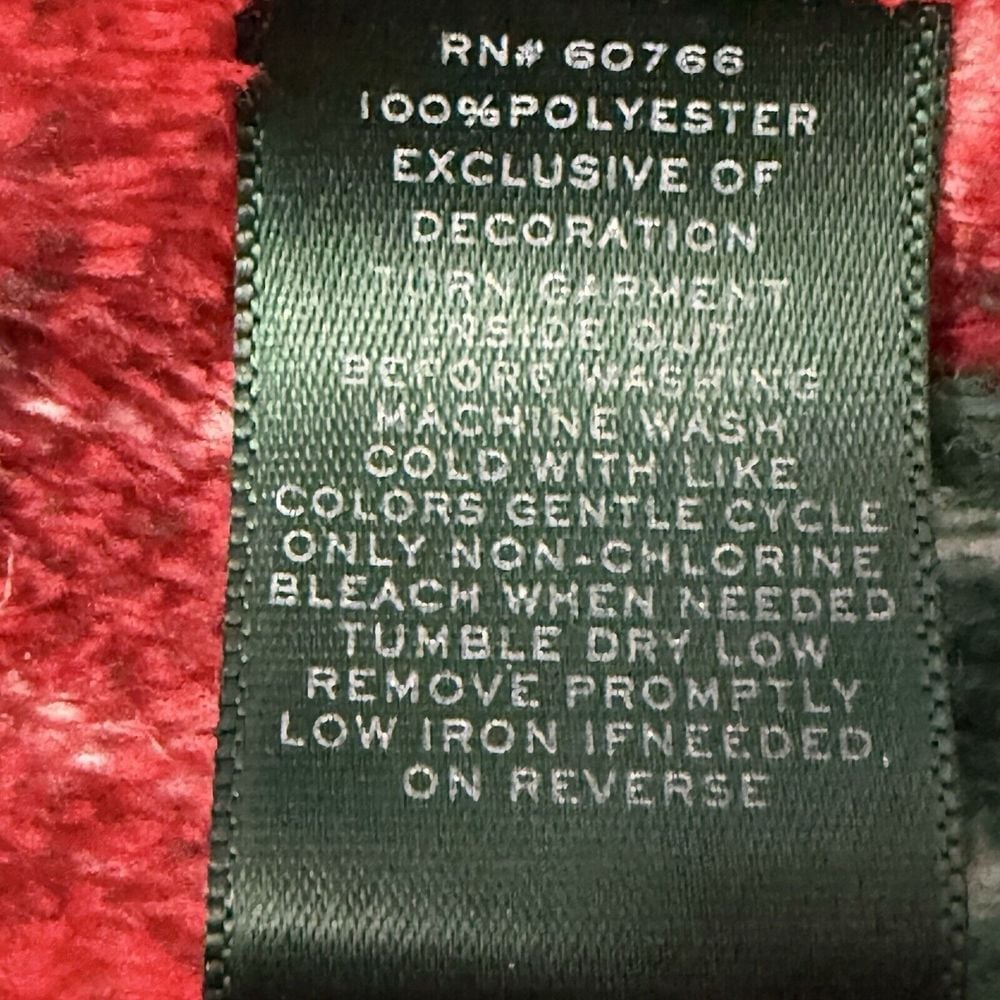 RN# 60766
100%POLYESTER
EXCLUSIVE OF
DECORATION
TURN GARMENT
INSIDE OUT
BEFORE WASHING
MACHINE WASH
COLD WITH LIKE
COLORS GENTLE CYCLE
ONLY NON-CHLORINE
BLEACH WHEN NEEDED
TUMBLE DRY LOW
REMOVE PROMPTLY
LOW IRON IFNEEDED.
ON REVERSE